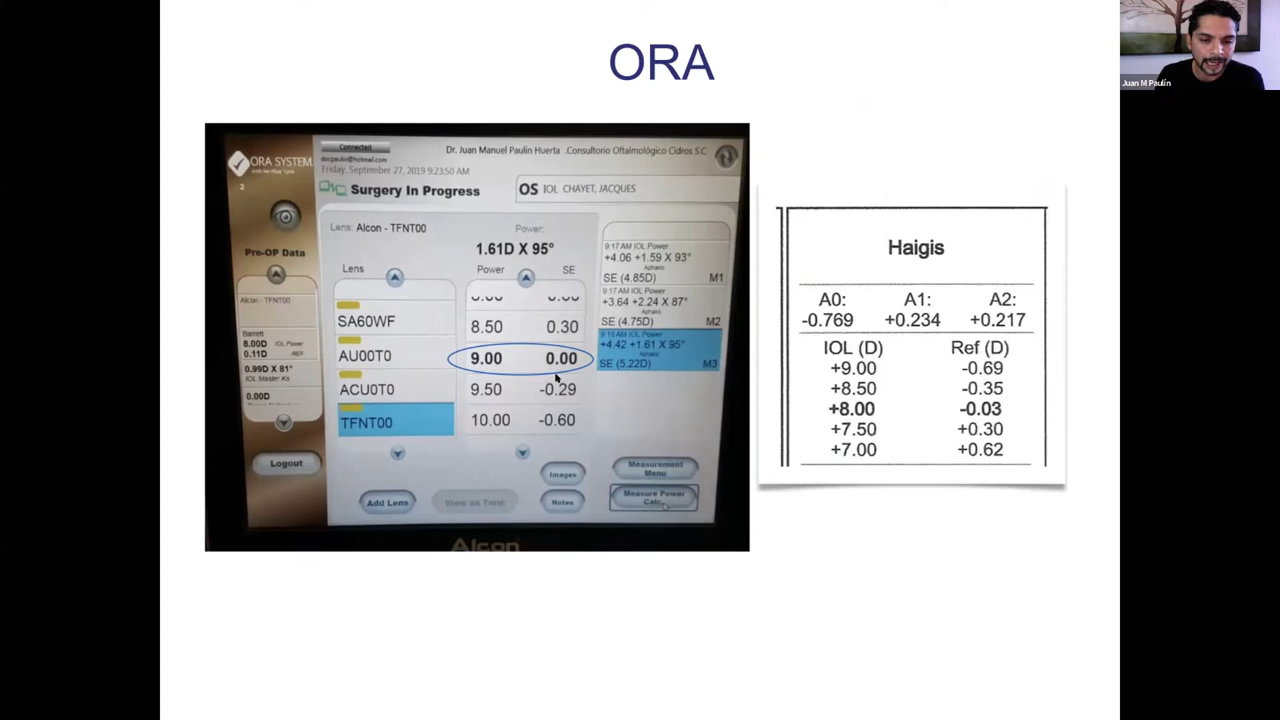 ORA
Juan M Paulín
ORA SYSTEM
2
Pre-OP Data
Alcon - TFNT00
Barrett
8.00D IOL Power
0.11D REF
0.99D X 81°
IOL Master Ks
0.00D
Logout
Connected
docpaulin@hotmail.com
Friday, September 27, 2019 9:23:50 AM
Dr. Juan Manuel Paulin Huerta .Consultorio Oftalmológico Cidros S.C
Surgery In Progress
OS IOL CHAYET, JACQUES
Lens: Alcon - TFNT00
Power:
1.61D X 95°
Lens
Power SE
SA60WF
AU00T0
ACU0T0
TFNT00
8.50 0.30
9.00 0.00
9.50 -0.29
10.00 -0.60
9:17 AM IOL Power
+4.06 +1.59 X 93°
Aphakic
SE (4.85D) M1
9:17 AM IOL Power
+3.64 +2.24 X 87°
Aphakic
SE (4.75D) M2
9:18 AM IOL Power
+4.42 +1.61 X 95°
Aphakic
SE (5.22D) M3
Add Lens
View as Toric
Images
Notes
Measurement
Menu
Measure Power
Calc
Alcon
Haigis
A0: A1: A2:
-0.769 +0.234 +0.217
IOL (D) Ref (D)
+9.00 -0.69
+8.50 -0.35
+8.00 -0.03
+7.50 +0.30
+7.00 +0.62